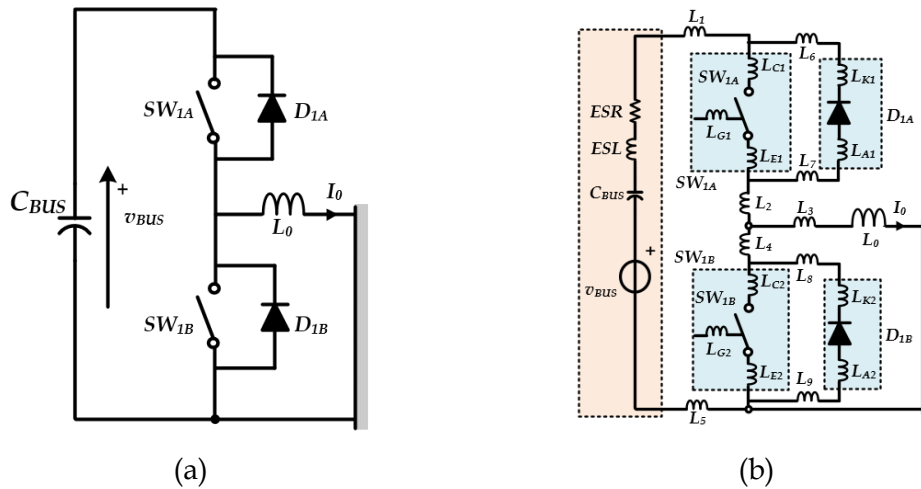 C_BUS
+
v_BUS
SW_1A
D_1A
L_0
I_0
SW_1B
D_1B
(a)
L_1
L_6
ESR
ESL
C_BUS
+
v_BUS
SW_1A
L_C1
L_G1
L_E1
SW_1A
L_K1
D_1A
L_A1
L_7
L_2
L_3
I_0
L_0
L_4
SW_1B
L_8
L_C2
SW_1B
L_G2
L_E2
L_K2
D_1B
L_A2
L_9
L_5
(b)